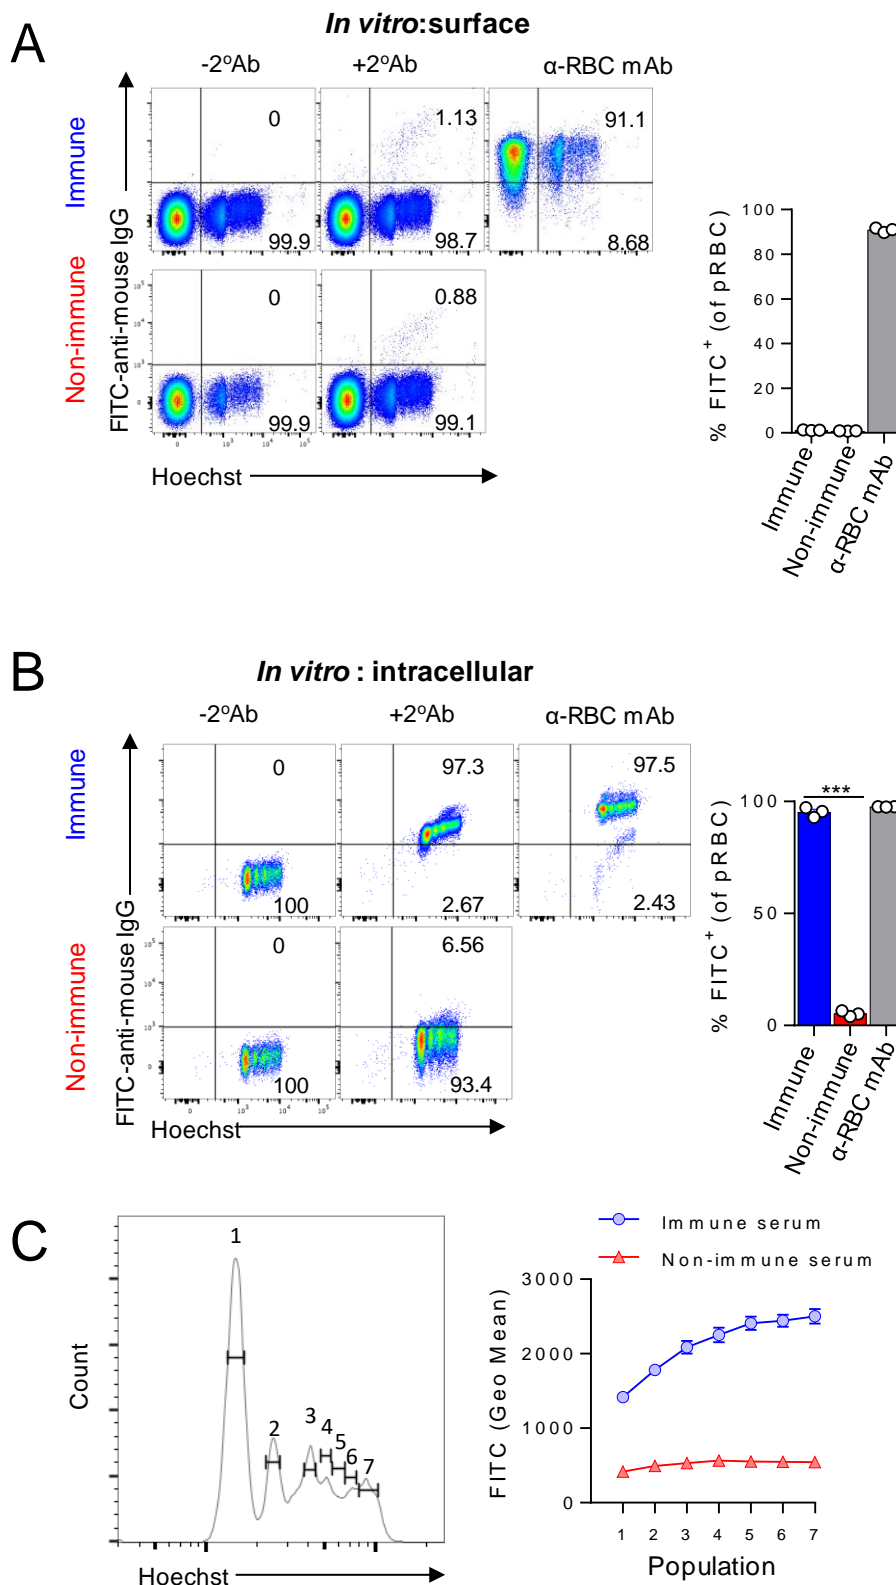 A
In vitro:surface
-2ºAb
+2ºAb
α-RBC mAb
Immune
Non-immune
FITC-anti-mouse IgG
0
99.9
1.13
98.7
91.1
8.68
0
99.9
0.88
99.1
Hoechst
% FITC⁺ (of pRBC)
100
80
60
40
20
0
Immune
Non-immune
α-RBC mAb
B
In vitro : intracellular
-2ºAb
+2ºAb
α-RBC mAb
Immune
Non-immune
FITC-anti-mouse IgG
0
100
97.3
2.67
97.5
2.43
0
100
6.56
93.4
Hoechst
% FITC⁺ (of pRBC)
***
100
50
0
Immune
Non-immune
α-RBC mAb
C
Count
1
2
3
4
5
6
7
Hoechst
Immune serum
Non-immune serum
FITC (Geo Mean)
3000
2000
1000
0
1 2 3 4 5 6 7
Population